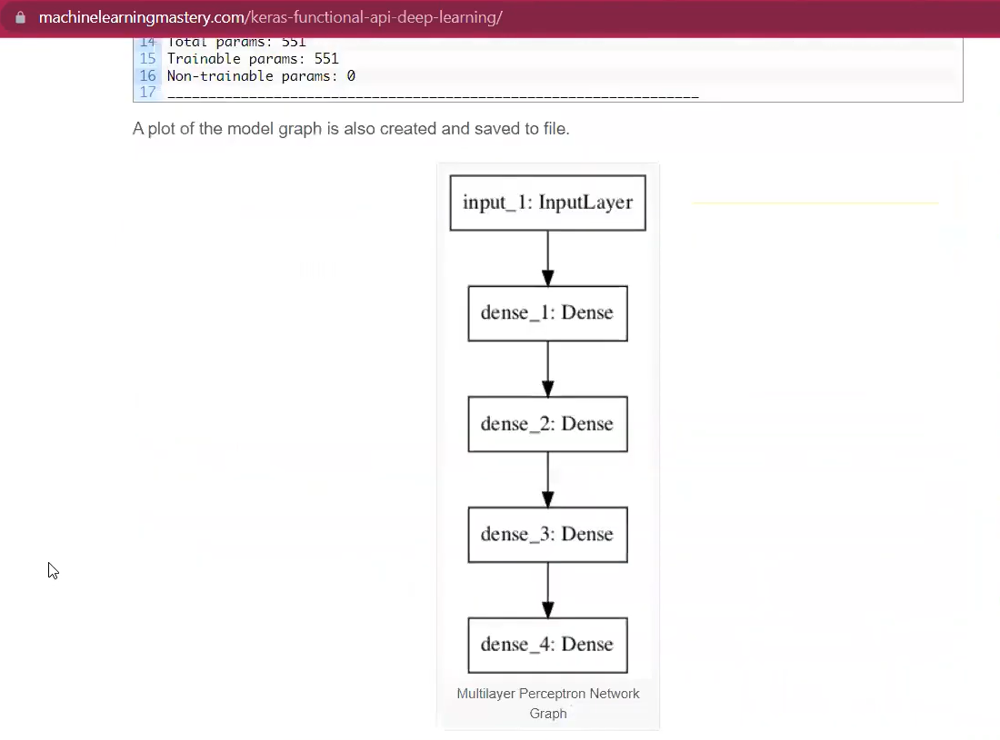 machinelearningmastery.com/keras-functional-api-deep-learning/
14 Total params: 551
15 Trainable params: 551
16 Non-trainable params: 0
17 _________________________________________________________________
A plot of the model graph is also created and saved to file.
input_1: InputLayer
dense_1: Dense
dense_2: Dense
dense_3: Dense
dense_4: Dense
Multilayer Perceptron Network
Graph